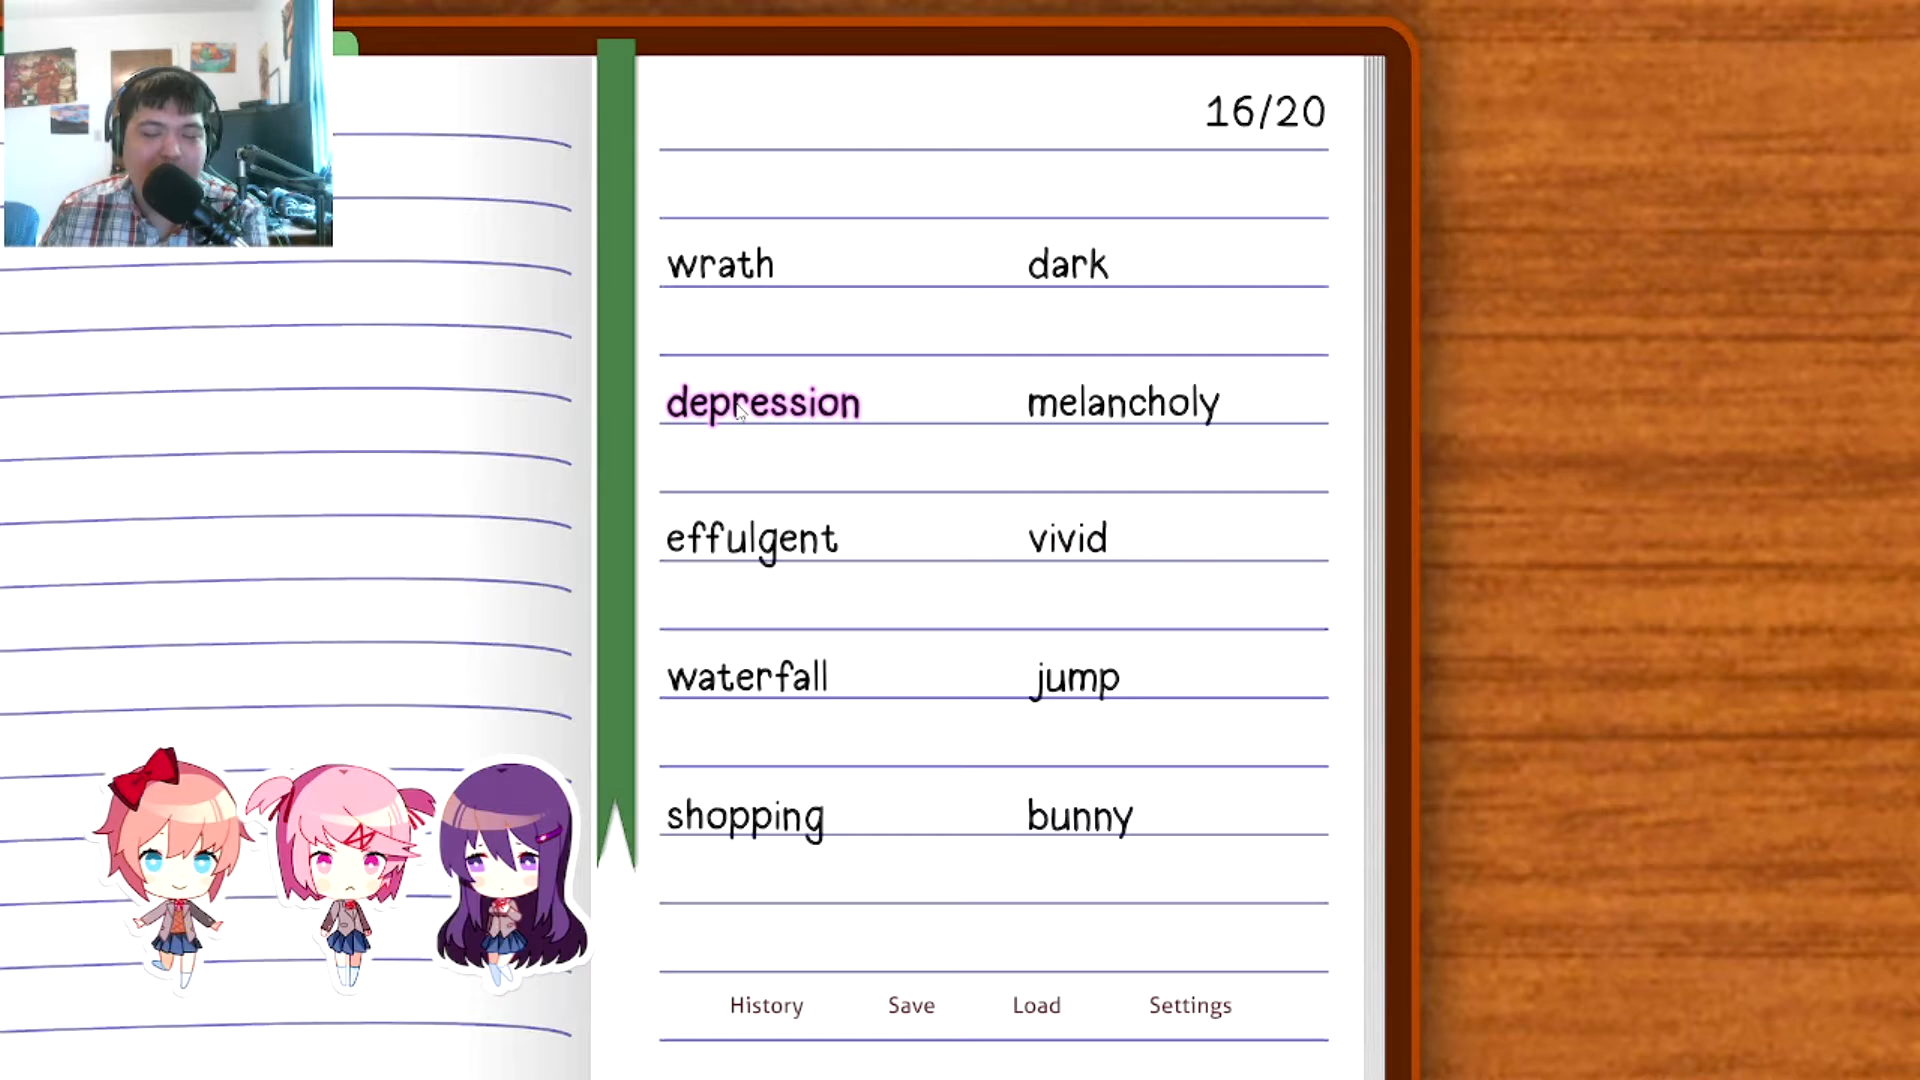 16/20
wrath dark
depression melancholy
effulgent vivid
waterfall jump
shopping bunny
History Save Load Settings